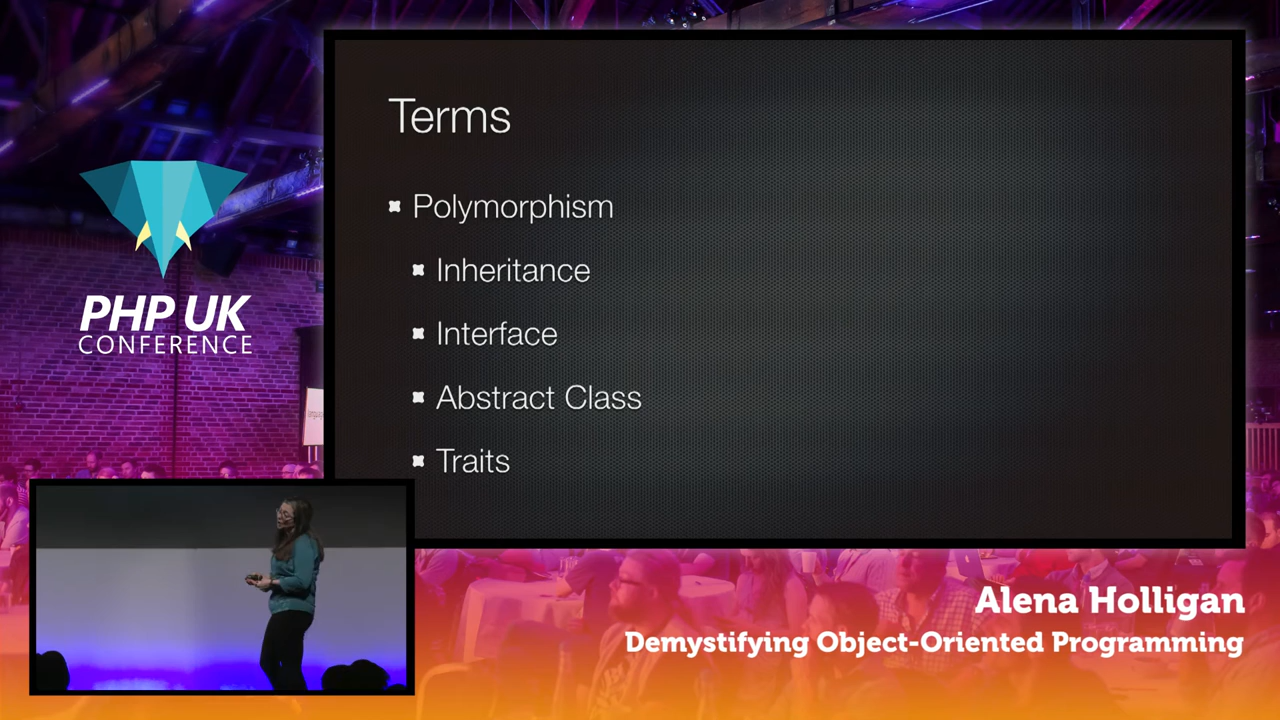 Terms
Polymorphism
Inheritance
Interface
Abstract Class
Traits
PHP UK
CONFERENCE
Alena Holligan
Demystifying Object-Oriented Programming